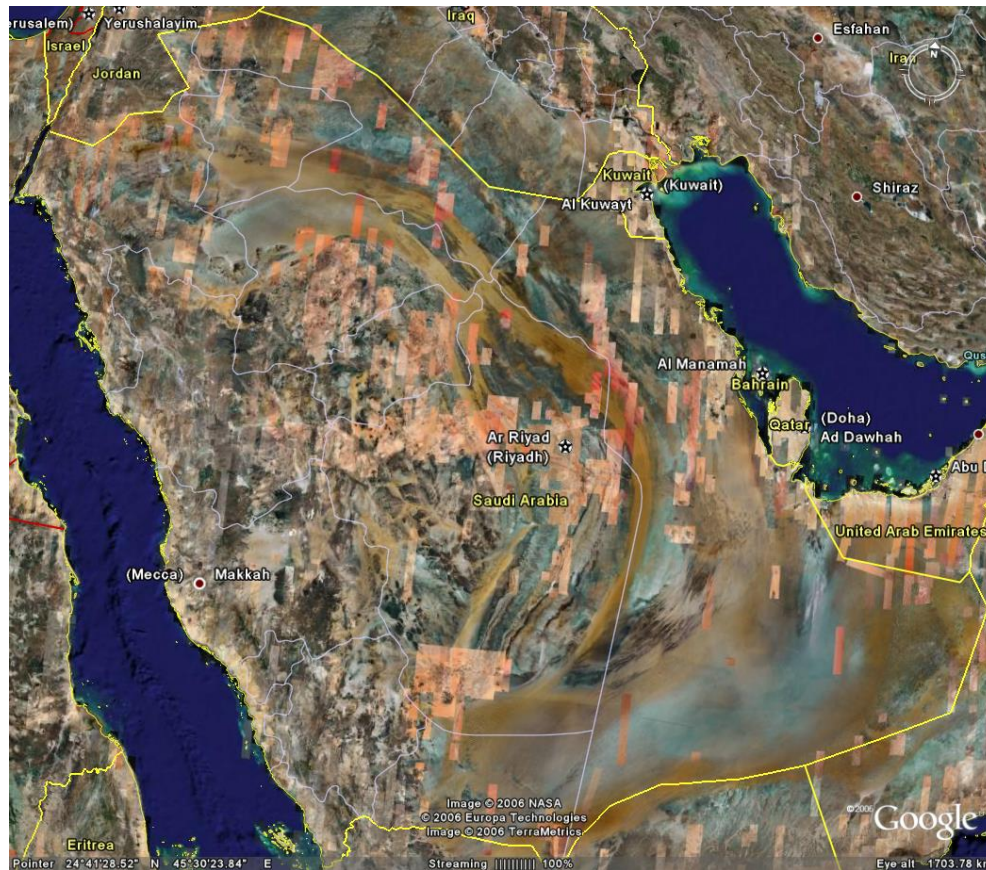 erusalem) Yerushalayim
Israel
Jordan
Iraq
Esfahan
Iran
N
Kuwait
(Kuwait)
Al Kuwayt
Shiraz
Qus
Al Manamah
Bahrain
Qatar
(Doha)
Ad Dawhah
Abu
Ar Riyad
(Riyadh)
Saudi Arabia
United Arab Emirates
(Mecca)
Makkah
Eritrea
Image © 2006 NASA
© 2006 Europa Technologies
Image © 2006 TerraMetrics
©2006 Google
Pointer 24°41'28.52" N 45°30'23.84" E
Streaming |||||||||| 100%
Eye alt 1703.78 km